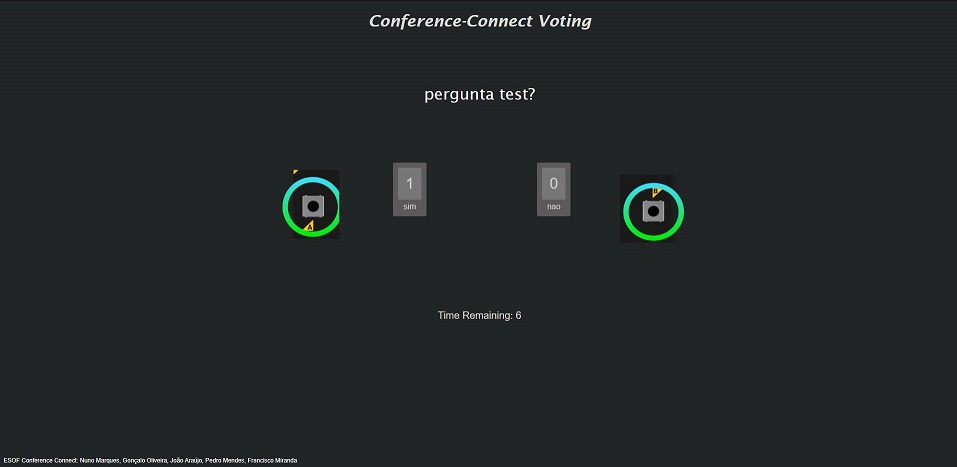 Conference-Connect Voting
pergunta test?
1
sim
0
nao
A
B
Time Remaining: 6
ESOF Conference Connect: Nuno Marques, Gonçalo Oliveira, João Araújo, Pedro Mendes, Francisco Miranda